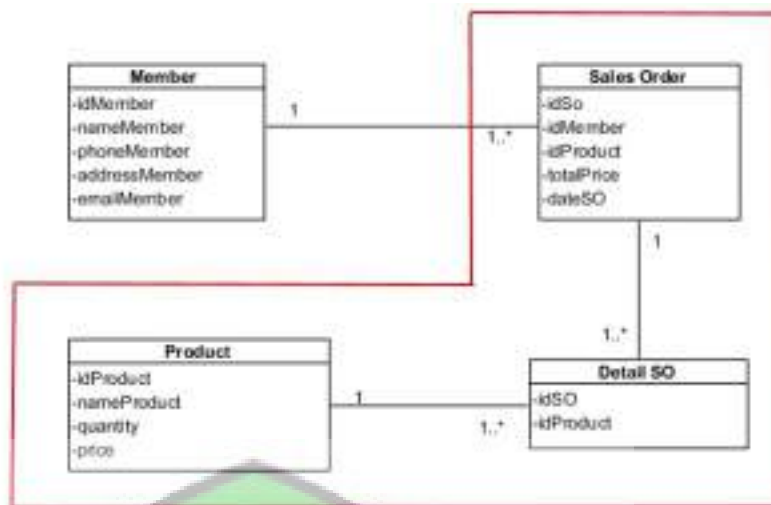 Member
-idMember
-nameMember
-phoneMember
-addressMember
-emailMember
1
1..*
Sales Order
-idSo
-idMember
-idProduct
-totalPrice
-dateSO
1
1..*
Product
-idProduct
-nameProduct
-quantity
-price
1
1..*
Detail SO
-idSO
-idProduct